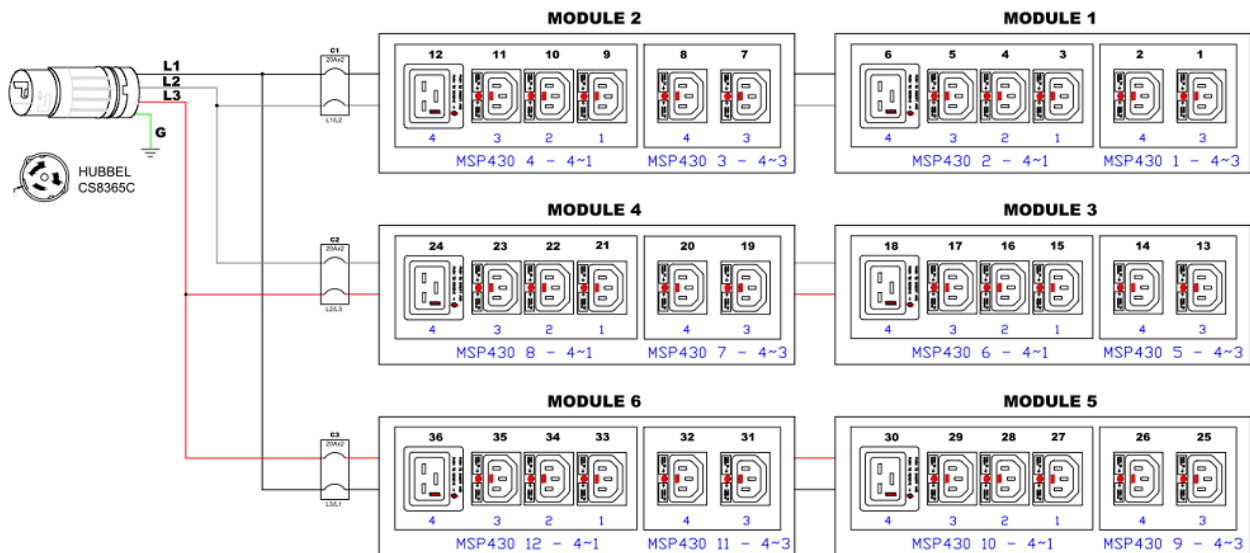 MODULE 2
MODULE 1
L1
L2
L3
G
HUBBEL
CS8365C
C1
20Ax2
L1/L2
12 11 10 9 8 7
4 3 2 1 4 3
MSP430 4 - 4~1 MSP430 3 - 4~3
6 5 4 3 2 1
4 3 2 1 4 3
MSP430 2 - 4~1 MSP430 1 - 4~3
MODULE 4
MODULE 3
C2
20Ax2
L2/L3
24 23 22 21 20 19
4 3 2 1 4 3
MSP430 8 - 4~1 MSP430 7 - 4~3
18 17 16 15 14 13
4 3 2 1 4 3
MSP430 6 - 4~1 MSP430 5 - 4~3
MODULE 6
MODULE 5
C3
20Ax2
L3/L1
36 35 34 33 32 31
4 3 2 1 4 3
MSP430 12 - 4~1 MSP430 11 - 4~3
30 29 28 27 26 25
4 3 2 1 4 3
MSP430 10 - 4~1 MSP430 9 - 4~3